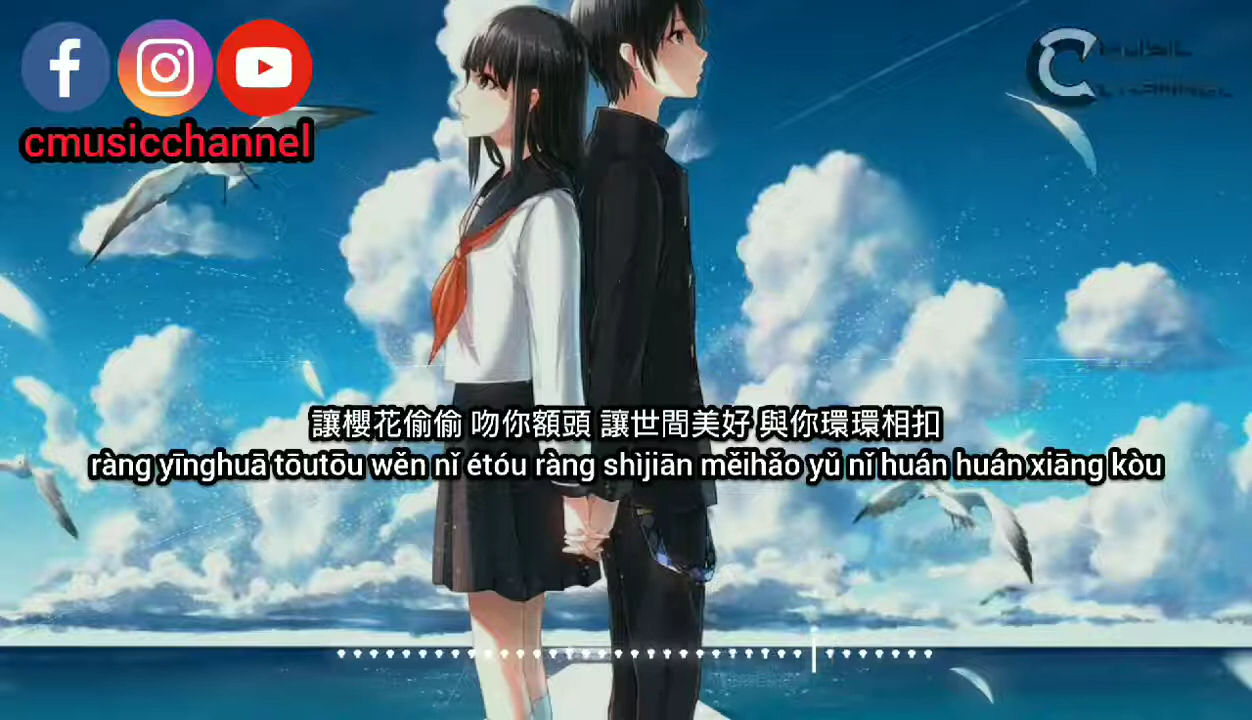 cmusicchannel
讓櫻花偷偷 吻你額頭 讓世間美好 與你環環相扣
ràng yīnghuā tōutōu wěn nǐ étóu ràng shìjiān měihǎo yǔ nǐ huán huán xiāng kòu